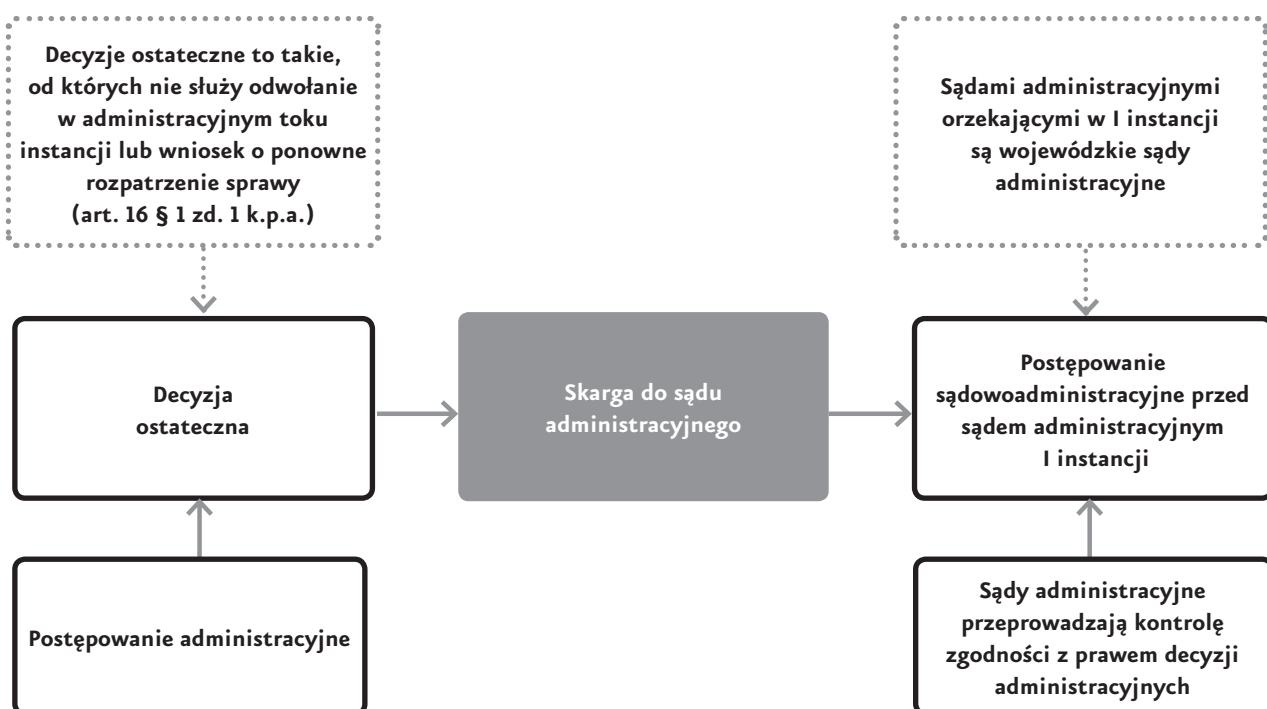 Decyzje ostateczne to takie,
od których nie służy odwołanie
w administracyjnym toku
instancji lub wniosek o ponowne
rozpatrzenie sprawy
(art. 16 § 1 zd. 1 k.p.a.)
Sądami administracyjnymi
orzekającymi w I instancji
są wojewódzkie sądy
administracyjne
Decyzja
ostateczna
Skarga do sądu
administracyjnego
Postępowanie
sądowoadministracyjne przed
sądem administracyjnym
I instancji
Postępowanie administracyjne
Sądy administracyjne
przeprowadzają kontrolę
zgodności z prawem decyzji
administracyjnych